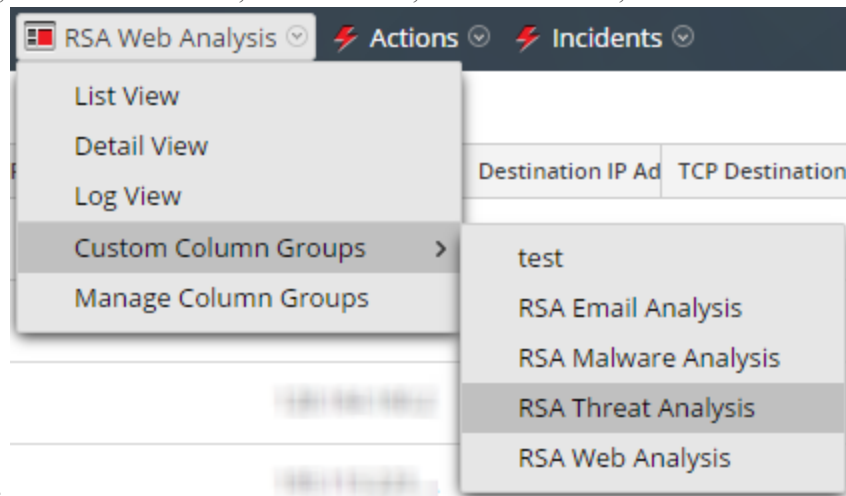 RSA Web Analysis Actions Incidents
List View
Detail View
Log View
Custom Column Groups
Manage Column Groups
Destination IP Ad TCP Destination
test
RSA Email Analysis
RSA Malware Analysis
RSA Threat Analysis
RSA Web Analysis